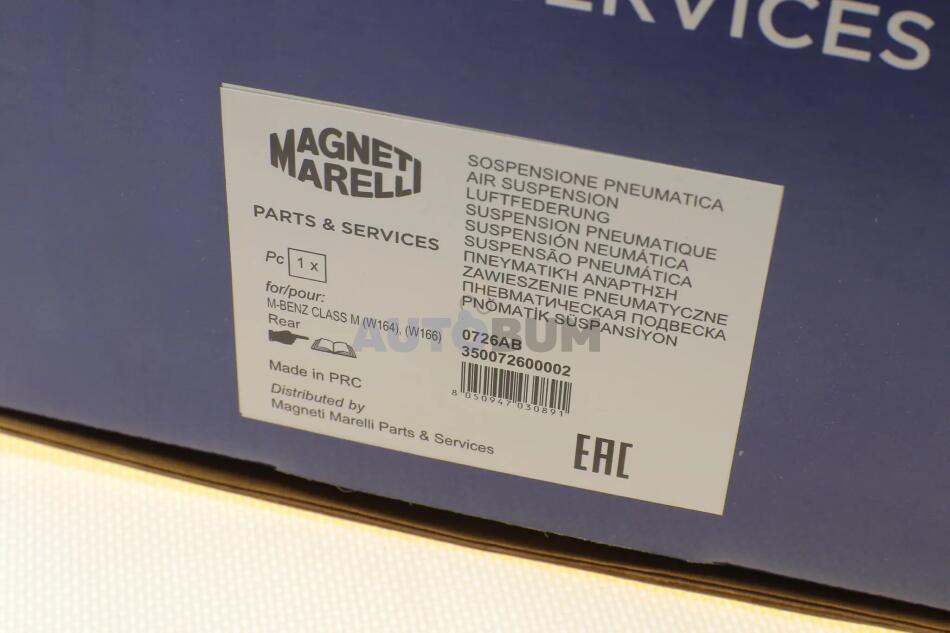 SERVICES
MAGNETI
MARELLI
PARTS & SERVICES
Pc 1 x
for/pour:
M-BENZ CLASS M (W164), (W166)
Rear
Made in PRC
Distributed by
Magneti Marelli Parts & Services
SOSPENSIONE PNEUMATICA
AIR SUSPENSION
LUFTFEDERUNG
SUSPENSION PNEUMATIQUE
SUSPENSIÓN NEUMÁTICA
SUSPENSÃO PNEUMÁTICA
ΠΝΕΥΜΑΤΙΚΉ ΑΝΆΡΤΗΣΗ
ZAWIESZENIE PNEUMATYCZNE
ПНЕВМАТИЧЕСКАЯ ПОДВЕСКА
PNÖMATİK SÜSPANSİYON
0726AB
350072600002
8 050947 030891
EAC
AUTOBUM